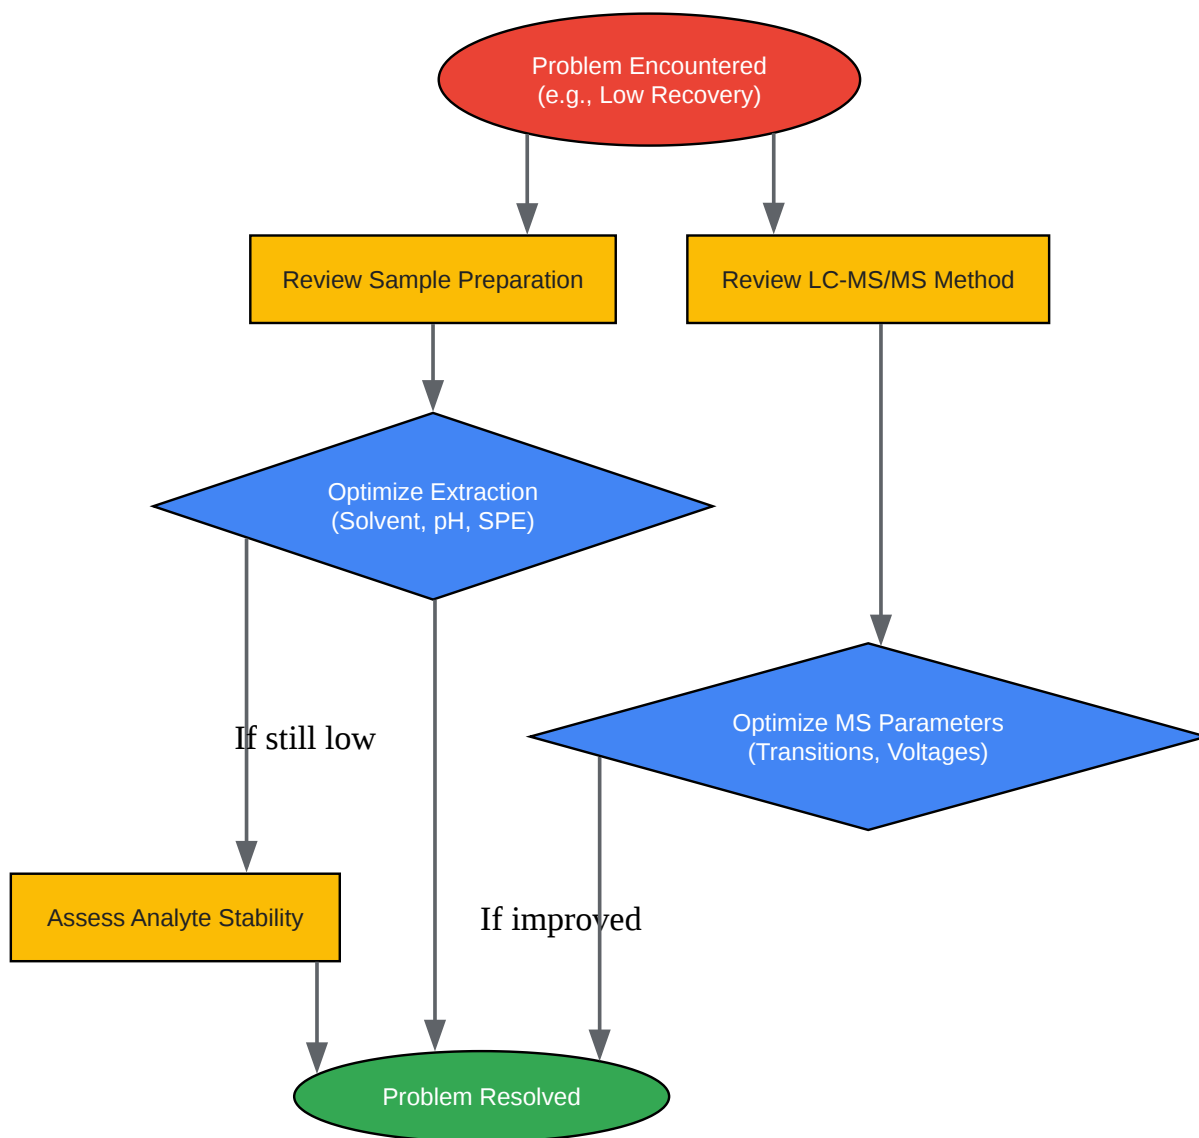 Problem Encountered
(e.g., Low Recovery)
Review Sample Preparation
Review LC-MS/MS Method
Optimize Extraction
(Solvent, pH, SPE)
Optimize MS Parameters
(Transitions, Voltages)
If still low
Assess Analyte Stability
If improved
Problem Resolved